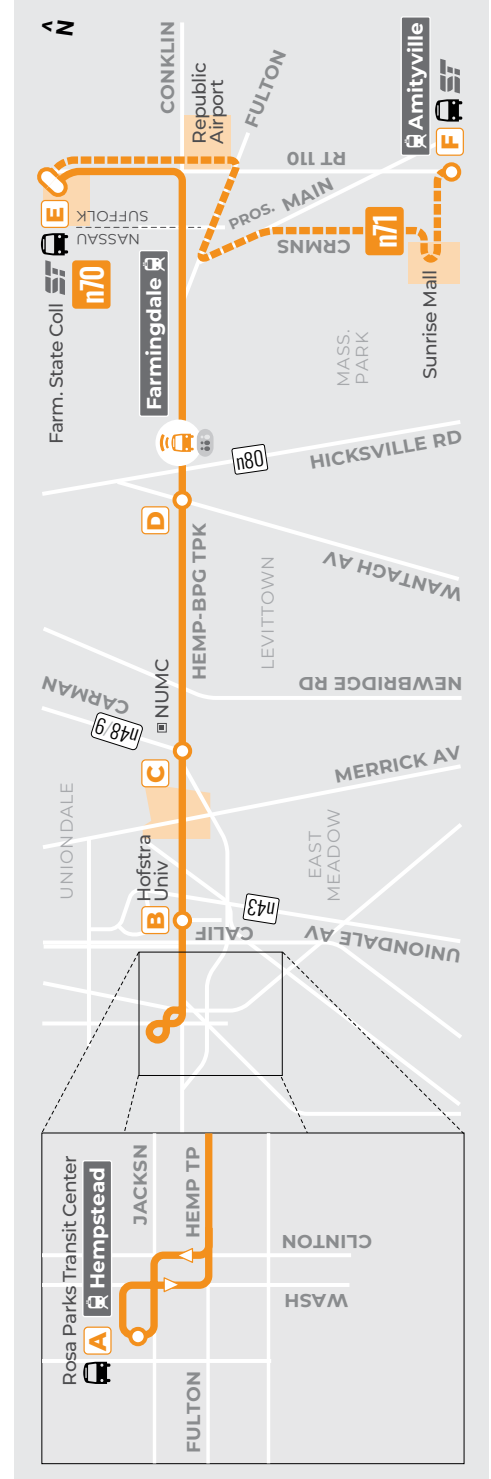 Rosa Parks Transit Center
A
Hempstead
JACKSN
HEMP TP
FULTON
CLINTON
WASH
UNIONDALE
Hofstra
Univ
B
CALIF
n43
UNIONDALE AV
EAST
MEADOW
MERRICK AV
C
CARMAN
n48/9
NUMC
HEMP-BPG TPK
NEWBRIDGE RD
LEVITTOWN
WANTAGH AV
D
n80
HICKSVILLE RD
Farmingdale
Farm. State Coll
n70
E
NASSAU
SUFFOLK
CONKLIN
Republic
Airport
FULTON
PROS.
MAIN
RT 110
CRMNS
n71
MASS.
PARK
Sunrise Mall
Amityville
F
N